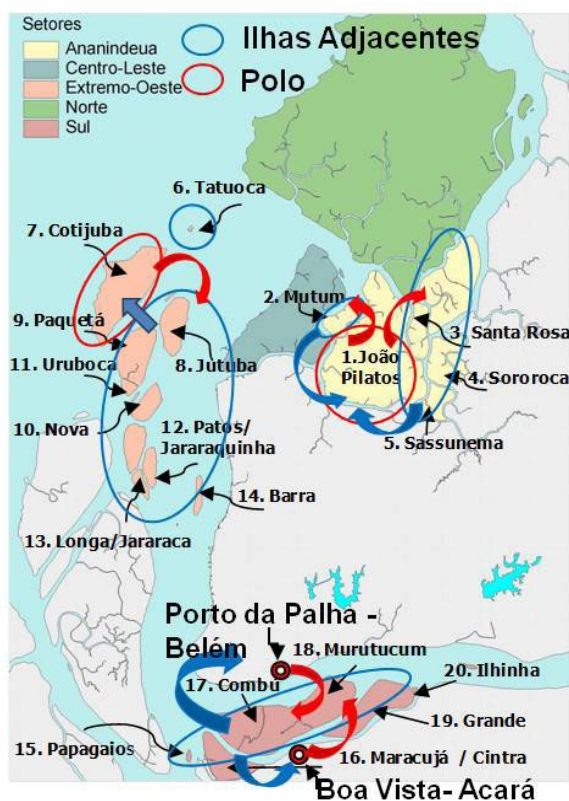 Setores
Ananindeua
Centro-Leste
Extremo-Oeste
Norte
Sul
Ilhas Adjacentes
Polo
6. Tatuoca
7. Cotijuba
2. Mutum
9. Paquetá
3. Santa Rosa
1.João
Pilatos
8. Jutuba
11. Uruboca
4. Sororoca
10. Nova
12. Patos/
Jararaquinha
5. Sassunema
14. Barra
13. Longa/Jararaca
Porto da Palha -
Belém
18. Murutucum
17. Combú
20. Ilhinha
19. Grande
15. Papagaios
16. Maracujá / Cintra
Boa Vista- Acará